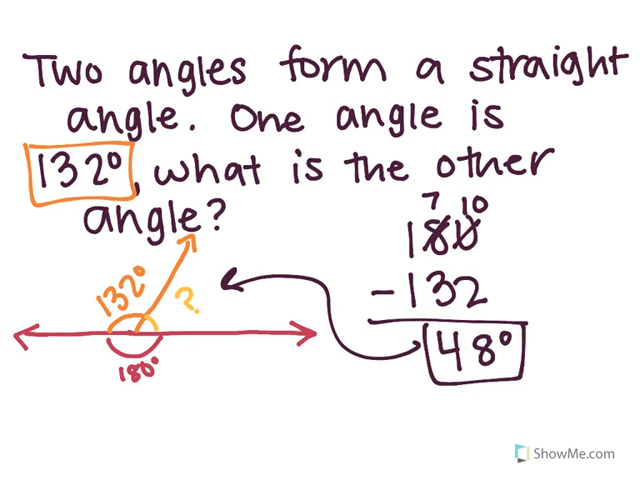 Two angles form a straight
angle. One angle is
132°, what is the other
angle?
7 10
180
- 132
48°
132°
?
180°
ShowMe.com